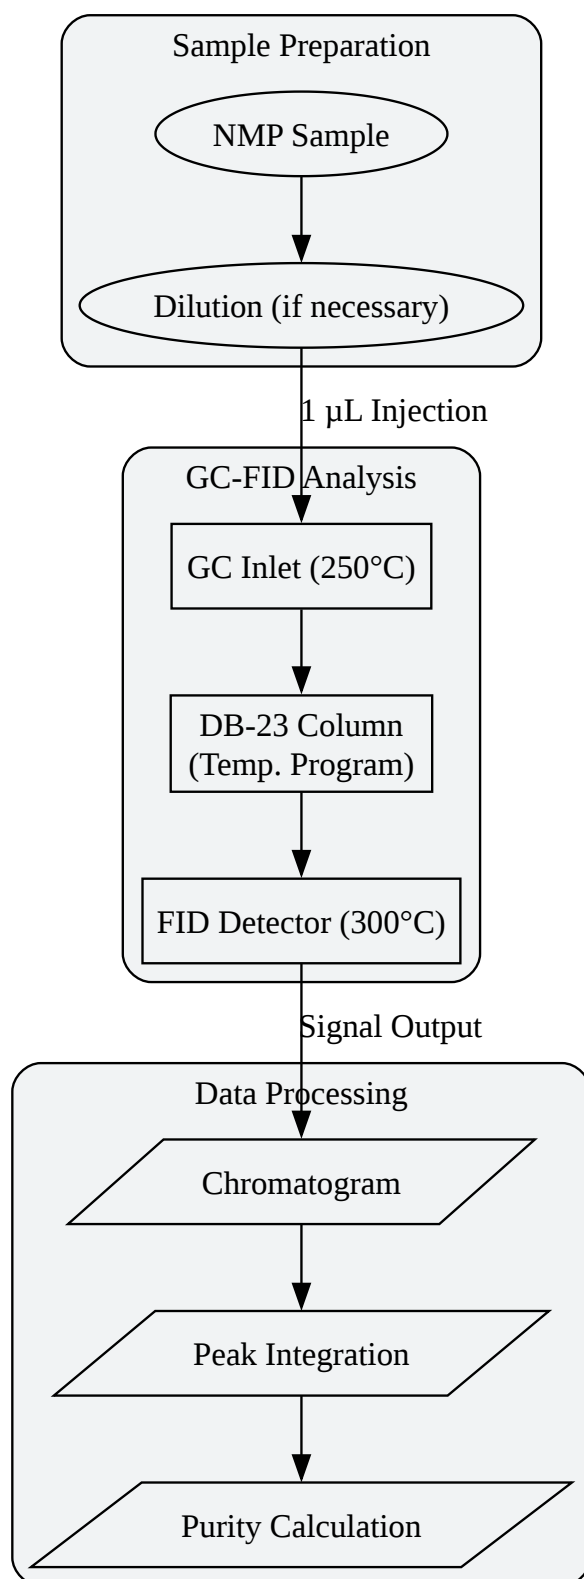 Sample Preparation
NMP Sample
Dilution (if necessary)
1 µL Injection
GC-FID Analysis
GC Inlet (250°C)
DB-23 Column
(Temp. Program)
FID Detector (300°C)
Signal Output
Data Processing
Chromatogram
Peak Integration
Purity Calculation